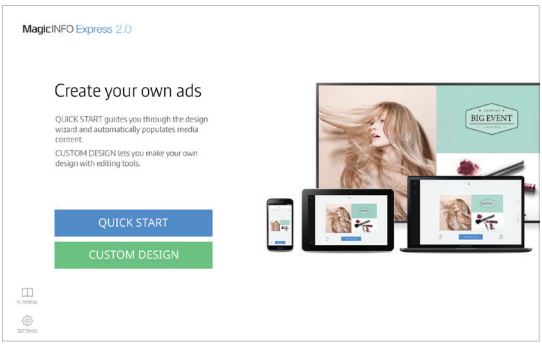 MagicINFO Express 2.0
Create your own ads
QUICK START guides you through the design
wizard and automatically populates media
content.
CUSTOM DESIGN lets you make your own
design with editing tools.
QUICK START
CUSTOM DESIGN
BIG EVENT
TUTORIAL
SETTINGS